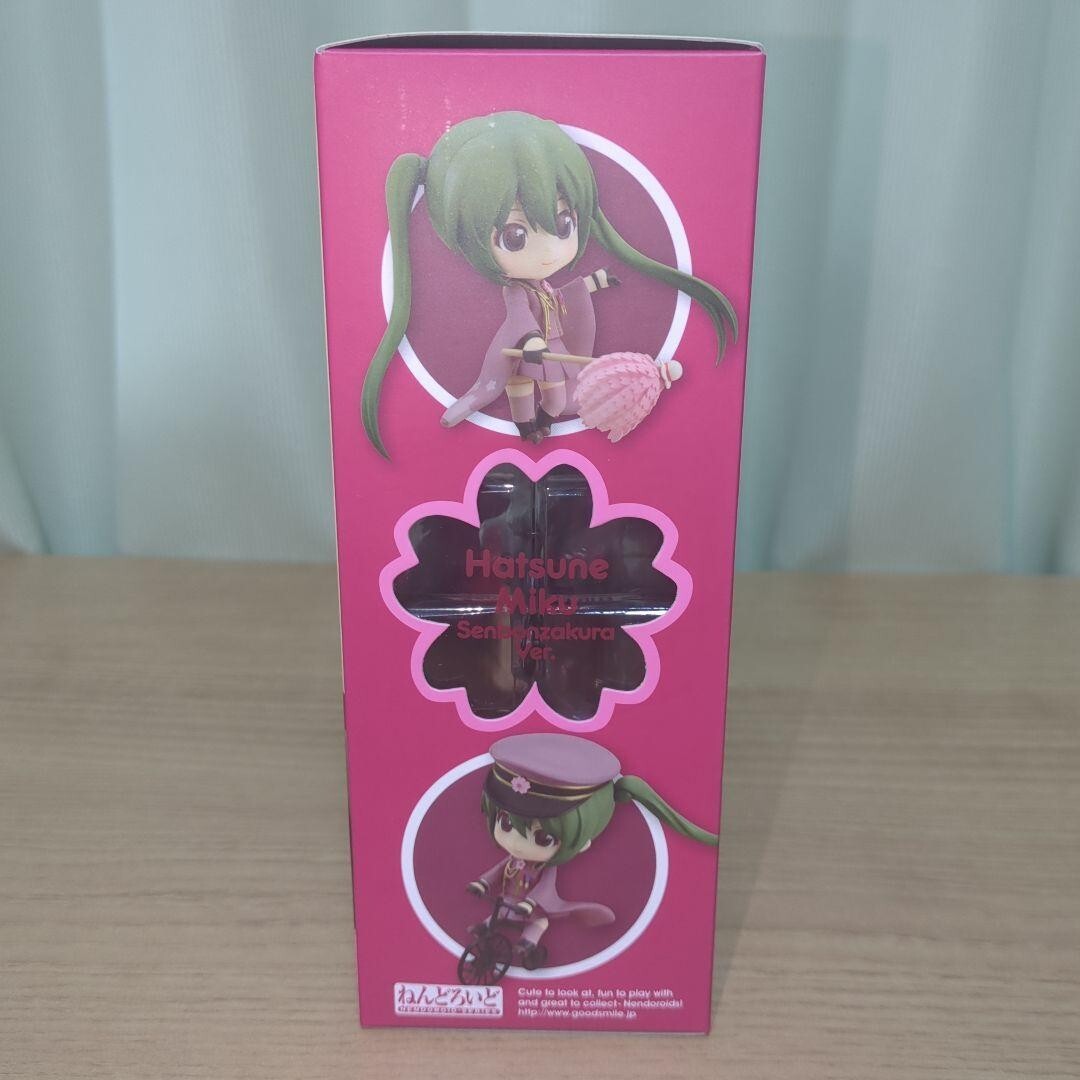 Hatsune
Miku
Senbonzakura
Ver.
ねんどろいど
NENDOROID SERIES
Cute to look at, fun to play with
and great to collect- Nendoroids!
http://www.goodsmile.jp